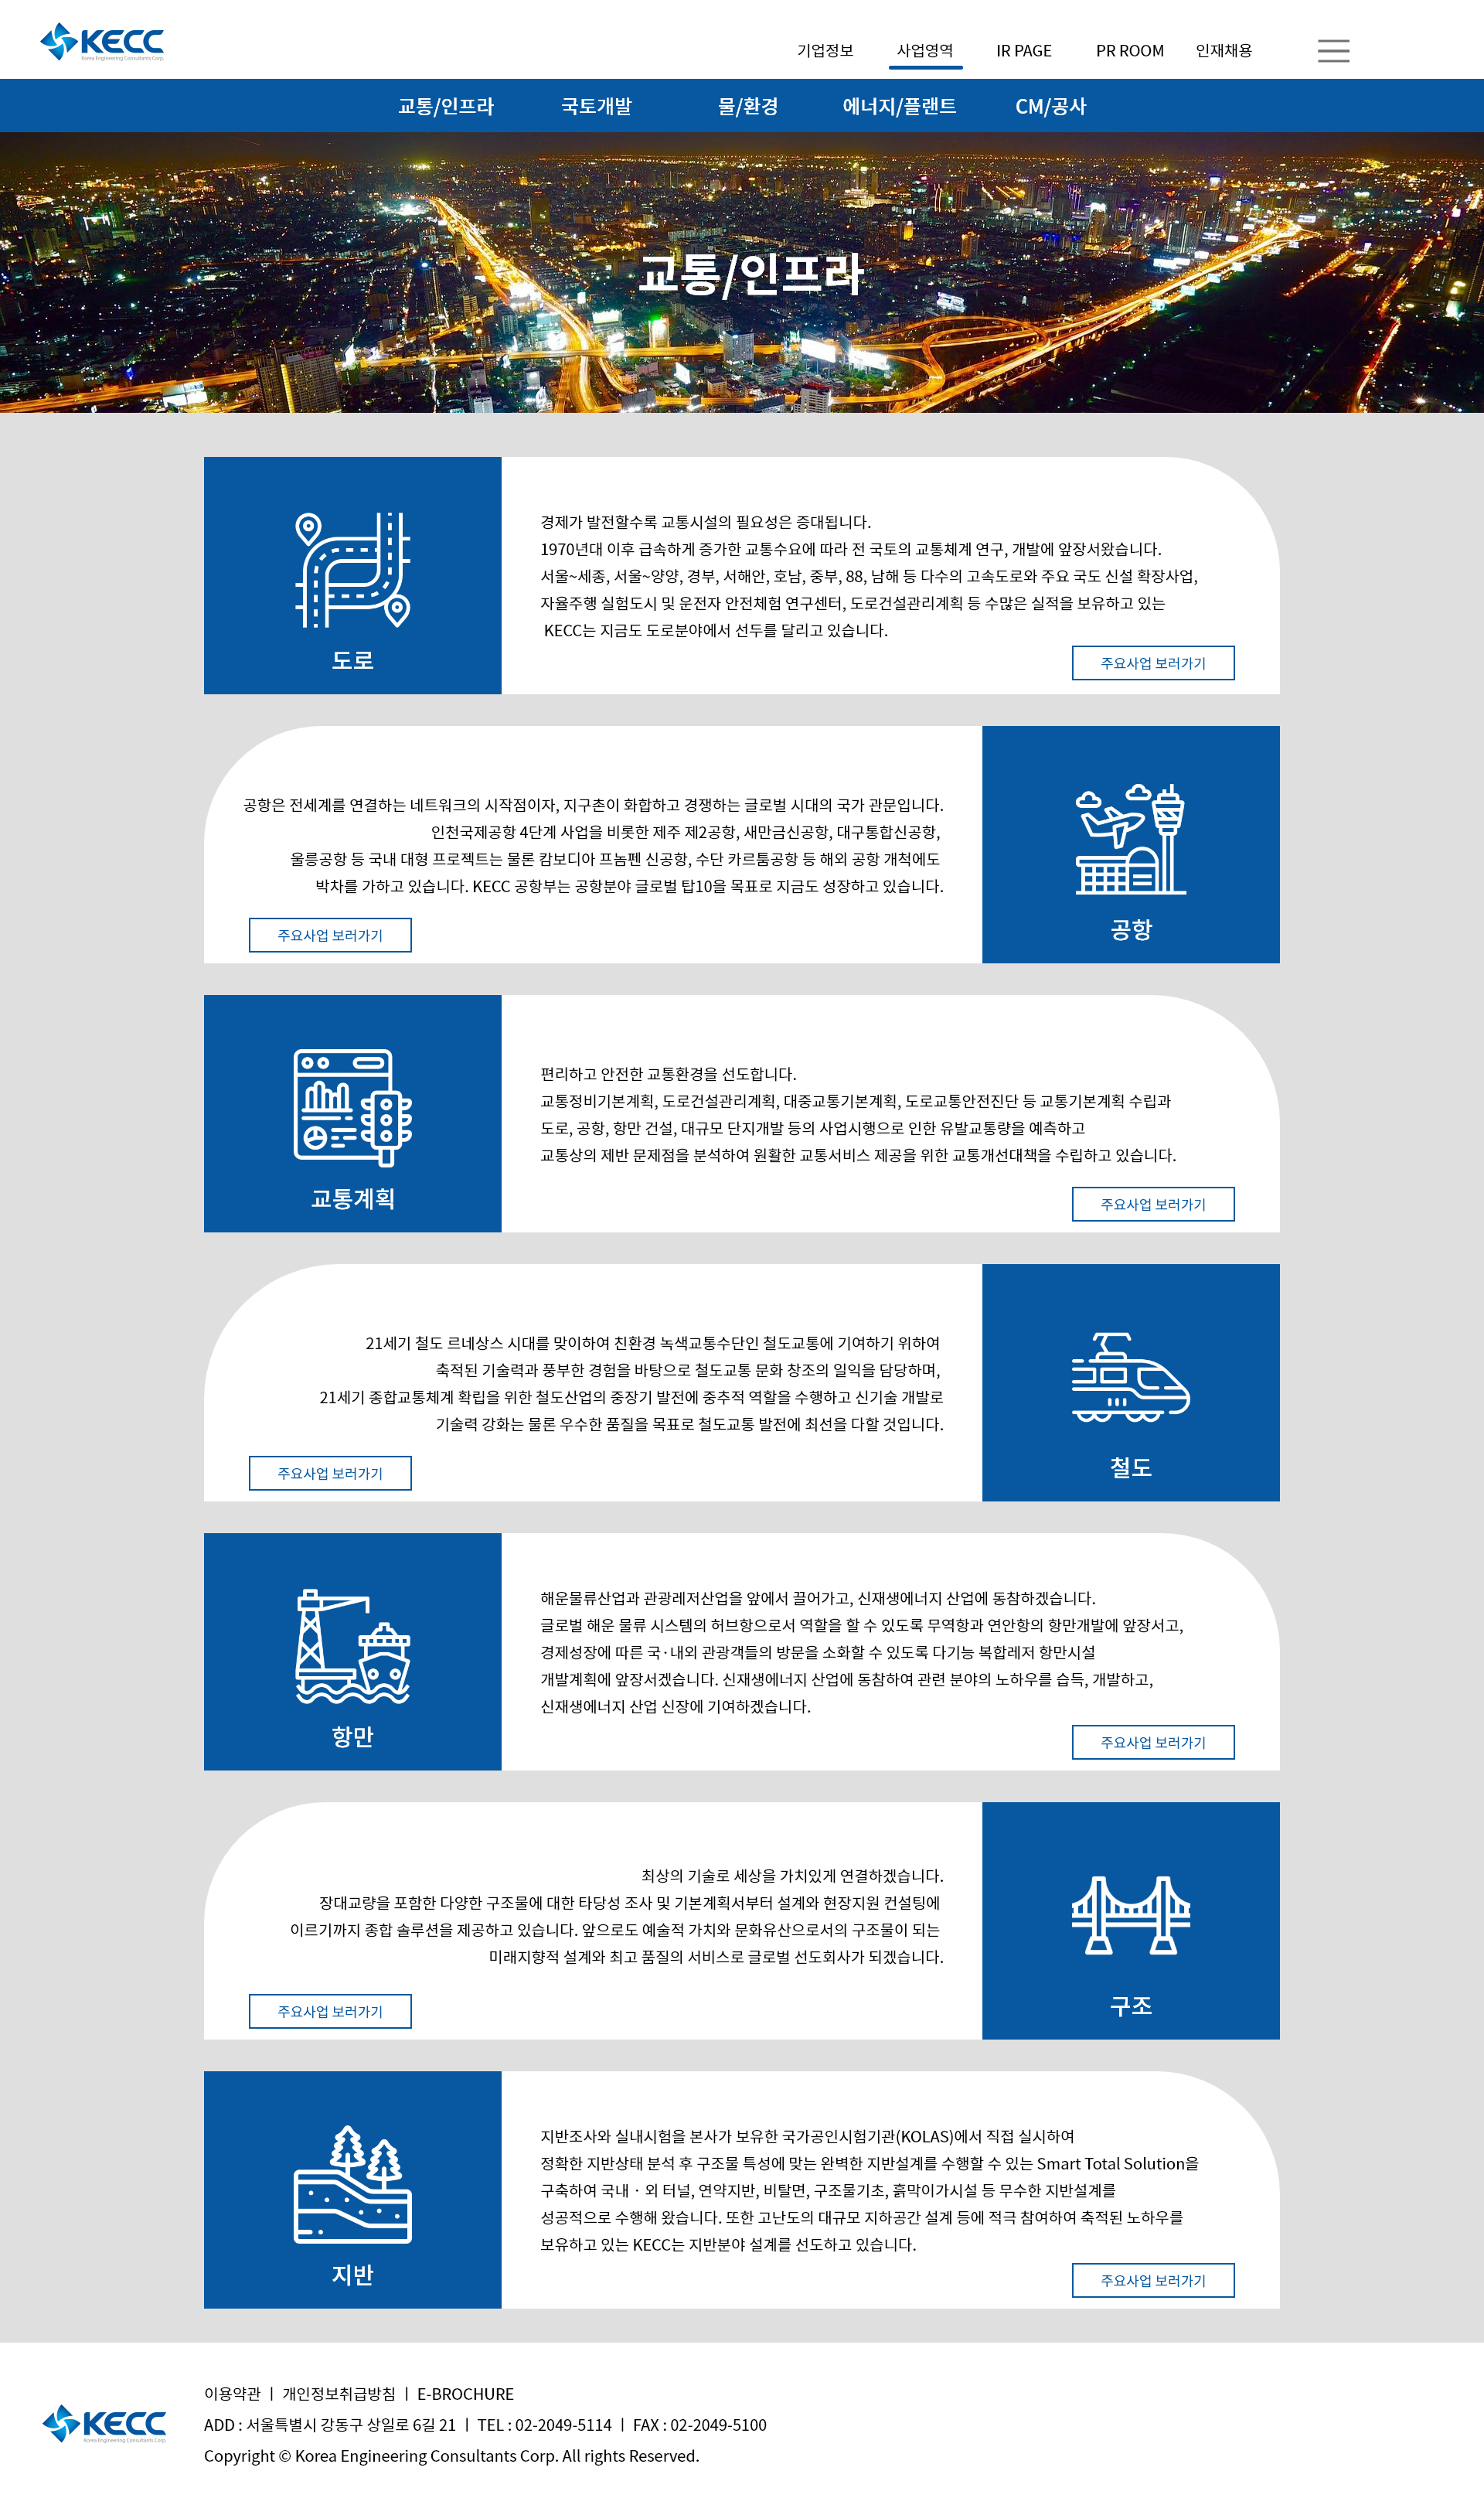 KECC
Korea Engineering Consultants Corp.
기업정보 사업영역 IR PAGE PR ROOM 인재채용
교통/인프라 국토개발 물/환경 에너지/플랜트 CM/공사
교통/인프라
도로
경제가 발전할수록 교통시설의 필요성은 증대됩니다.
1970년대 이후 급속하게 증가한 교통수요에 따라 전 국토의 교통체계 연구, 개발에 앞장서왔습니다.
서울~세종, 서울~양양, 경부, 서해안, 호남, 중부, 88, 남해 등 다수의 고속도로와 주요 국도 신설 확장사업,
자율주행 실험도시 및 운전자 안전체험 연구센터, 도로건설관리계획 등 수많은 실적을 보유하고 있는
KECC는 지금도 도로분야에서 선두를 달리고 있습니다.
주요사업 보러가기
공항은 전세계를 연결하는 네트워크의 시작점이자, 지구촌이 화합하고 경쟁하는 글로벌 시대의 국가 관문입니다.
인천국제공항 4단계 사업을 비롯한 제주 제2공항, 새만금신공항, 대구통합신공항,
울릉공항 등 국내 대형 프로젝트는 물론 캄보디아 프놈펜 신공항, 수단 카르툼공항 등 해외 공항 개척에도
박차를 가하고 있습니다. KECC 공항부는 공항분야 글로벌 탑10을 목표로 지금도 성장하고 있습니다.
주요사업 보러가기
공항
교통계획
편리하고 안전한 교통환경을 선도합니다.
교통정비기본계획, 도로건설관리계획, 대중교통기본계획, 도로교통안전진단 등 교통기본계획 수립과
도로, 공항, 항만 건설, 대규모 단지개발 등의 사업시행으로 인한 유발교통량을 예측하고
교통상의 제반 문제점을 분석하여 원활한 교통서비스 제공을 위한 교통개선대책을 수립하고 있습니다.
주요사업 보러가기
21세기 철도 르네상스 시대를 맞이하여 친환경 녹색교통수단인 철도교통에 기여하기 위하여
축적된 기술력과 풍부한 경험을 바탕으로 철도교통 문화 창조의 일익을 담당하며,
21세기 종합교통체계 확립을 위한 철도산업의 중장기 발전에 중추적 역할을 수행하고 신기술 개발로
기술력 강화는 물론 우수한 품질을 목표로 철도교통 발전에 최선을 다할 것입니다.
주요사업 보러가기
철도
항만
해운물류산업과 관광레저산업을 앞에서 끌어가고, 신재생에너지 산업에 동참하겠습니다.
글로벌 해운 물류 시스템의 허브항으로서 역할을 할 수 있도록 무역항과 연안항의 항만개발에 앞장서고,
경제성장에 따른 국·내외 관광객들의 방문을 소화할 수 있도록 다기능 복합레저 항만시설
개발계획에 앞장서겠습니다. 신재생에너지 산업에 동참하여 관련 분야의 노하우를 습득, 개발하고,
신재생에너지 산업 신장에 기여하겠습니다.
주요사업 보러가기
최상의 기술로 세상을 가치있게 연결하겠습니다.
장대교량을 포함한 다양한 구조물에 대한 타당성 조사 및 기본계획서부터 설계와 현장지원 컨설팅에
이르기까지 종합 솔루션을 제공하고 있습니다. 앞으로도 예술적 가치와 문화유산으로서의 구조물이 되는
미래지향적 설계와 최고 품질의 서비스로 글로벌 선도회사가 되겠습니다.
주요사업 보러가기
구조
지반
지반조사와 실내시험을 본사가 보유한 국가공인시험기관(KOLAS)에서 직접 실시하여
정확한 지반상태 분석 후 구조물 특성에 맞는 완벽한 지반설계를 수행할 수 있는 Smart Total Solution을
구축하여 국내 · 외 터널, 연약지반, 비탈면, 구조물기초, 흙막이가시설 등 무수한 지반설계를
성공적으로 수행해 왔습니다. 또한 고난도의 대규모 지하공간 설계 등에 적극 참여하여 축적된 노하우를
보유하고 있는 KECC는 지반분야 설계를 선도하고 있습니다.
주요사업 보러가기
KECC
Korea Engineering Consultants Corp.
이용약관 ㅣ 개인정보취급방침 ㅣ E-BROCHURE
ADD : 서울특별시 강동구 상일로 6길 21 ㅣ TEL : 02-2049-5114 ㅣ FAX : 02-2049-5100
Copyright © Korea Engineering Consultants Corp. All rights Reserved.